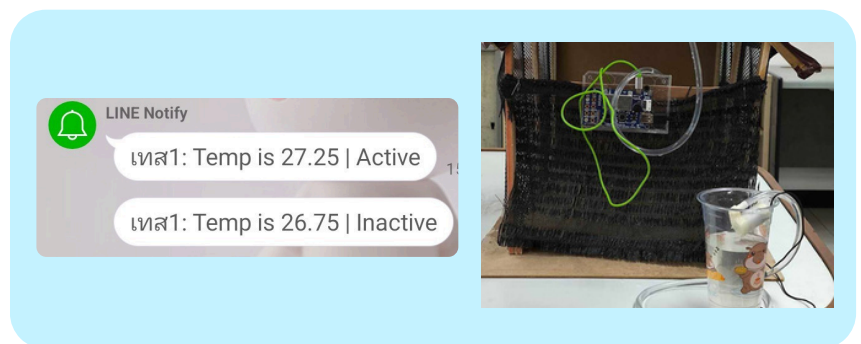 LINE Notify
เทส1: Temp is 27.25 | Active
เทส1: Temp is 26.75 | Inactive